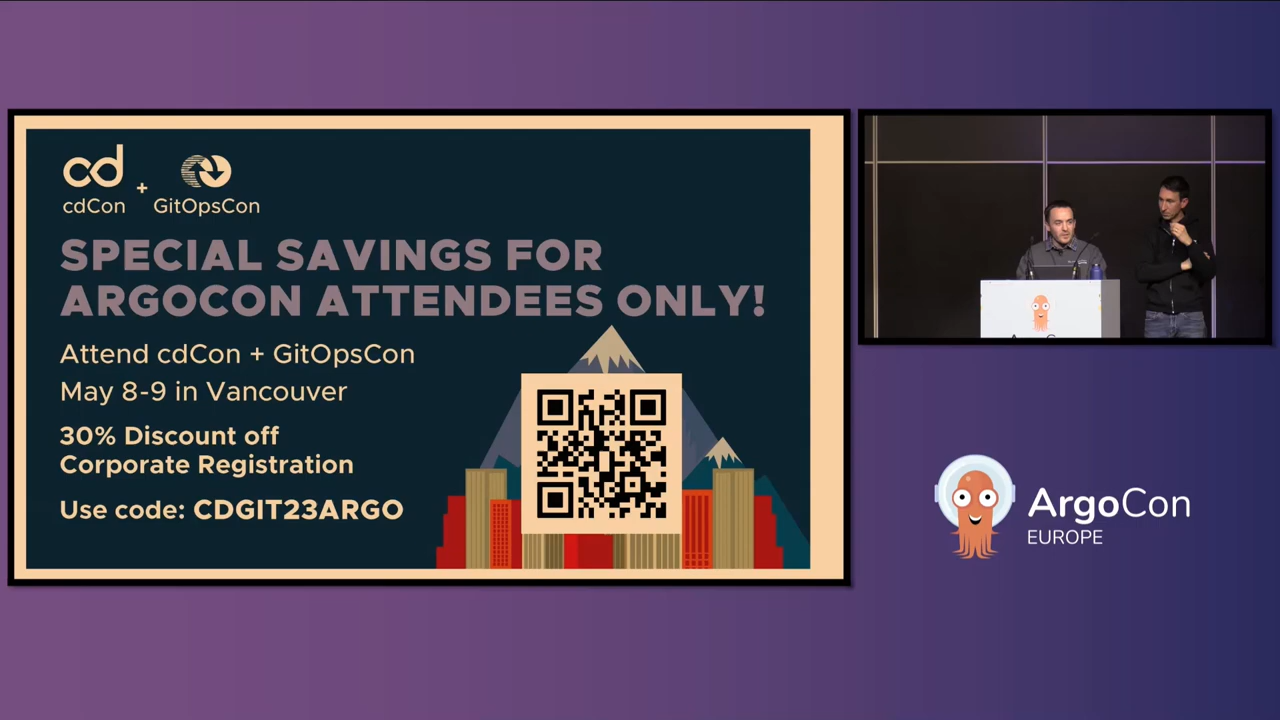 cd
+
cdCon
GitOpsCon
SPECIAL SAVINGS FOR
ARGOCON ATTENDEES ONLY!
Attend cdCon + GitOpsCon
May 8-9 in Vancouver
30% Discount off
Corporate Registration
Use code: CDGIT23ARGO
ArgoCon
EUROPE